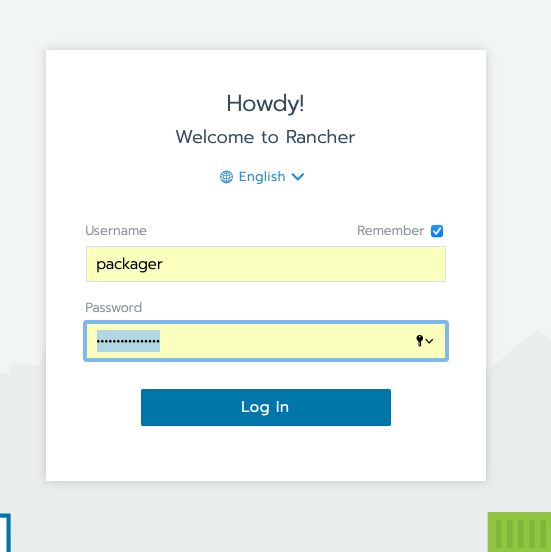 Howdy!
Welcome to Rancher
English
Username
Remember
packager
Password
••••••••••••••••
Log In